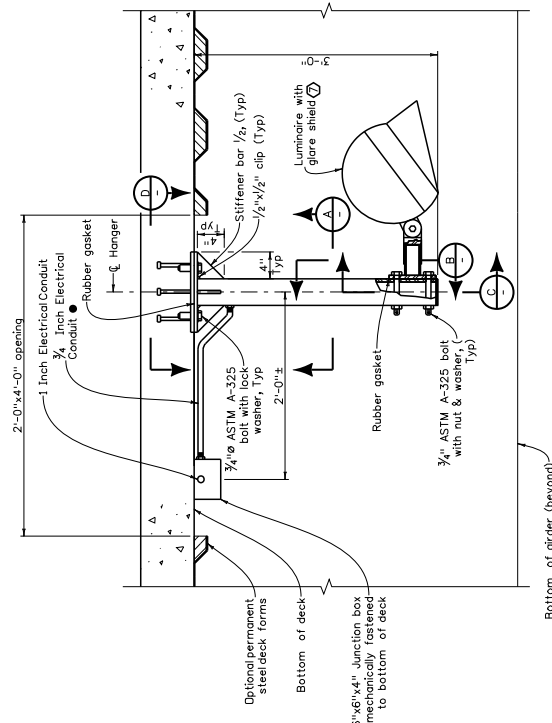 2'-0"x4'-0" opening
1 Inch Electrical Conduit
3/4 Inch Electrical
Conduit ●
Rubber gasket
℄ Hanger
D
-
4"
Typ
Stiffener bar 1/2, (Typ)
1/2"x1/2" clip (Typ)
4"
Typ
A
-
3'-0"
Luminaire with
glare shield 7
3/4"Ø ASTM A-325
bolt with lock
washer, Typ
2'-0"±
Rubber gasket
B
-
C
-
3/4" ASTM A-325 bolt
with nut & washer, (
Typ)
Optional permanent
steel deck forms
Bottom of deck
6"x6"x4" Junction box
mechanically fastened
to bottom of deck
Bottom of girder (beyond)